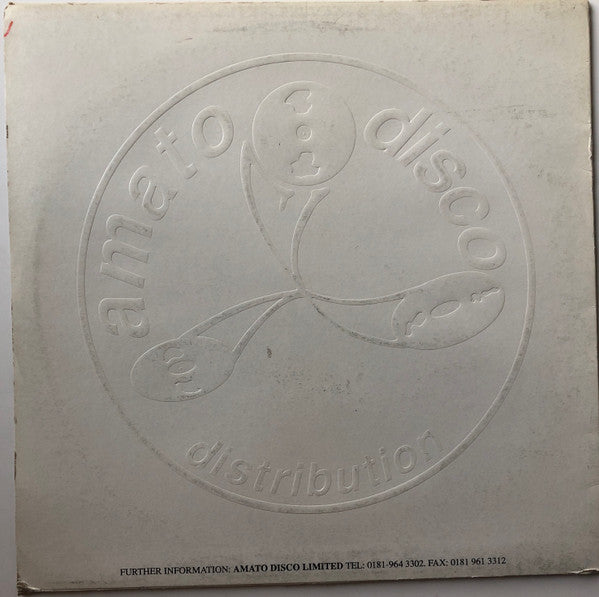 amato disco
distribution
FURTHER INFORMATION: AMATO DISCO LIMITED TEL: 0181-964 3302. FAX: 0181 961 3312